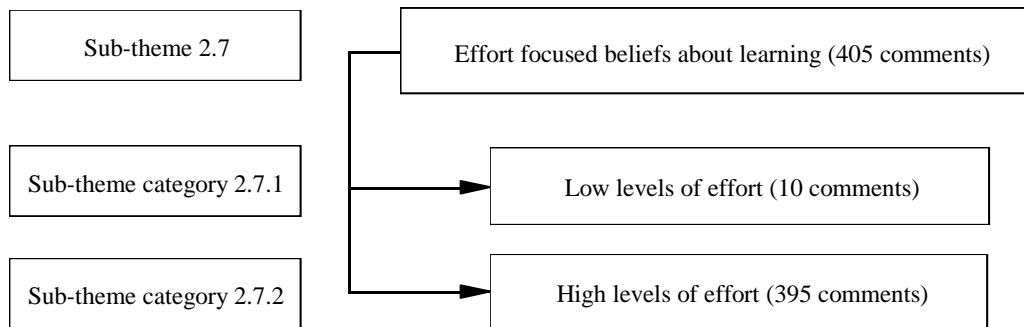 Sub-theme 2.7
Effort focused beliefs about learning (405 comments)
Sub-theme category 2.7.1
Low levels of effort (10 comments)
Sub-theme category 2.7.2
High levels of effort (395 comments)